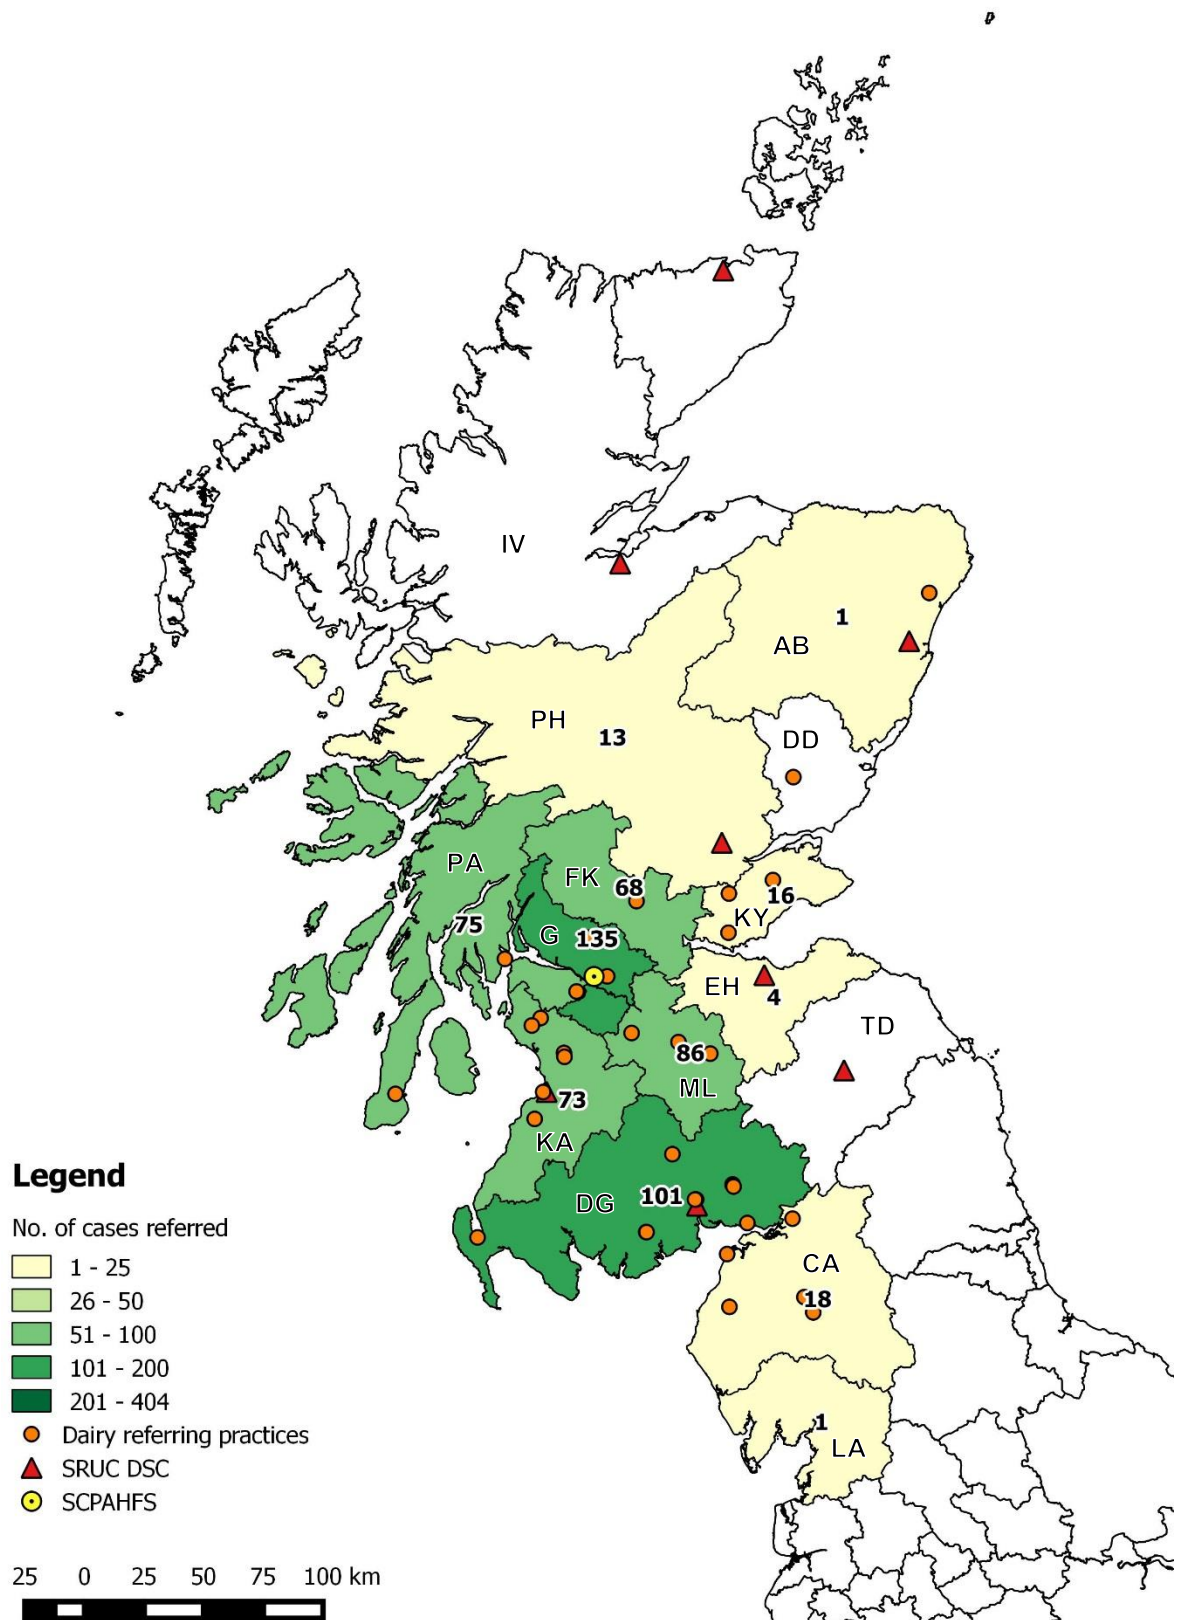 IV
1
AB
PH
13
DD
PA
FK
68
16
KY
75
G
135
EH
4
TD
86
ML
73
KA
DG
101
CA
18
1
LA
Legend
No. of cases referred
1 - 25
26 - 50
51 - 100
101 - 200
201 - 404
Dairy referring practices
SRUC DSC
SCPAHFS
25 0 25 50 75 100 km